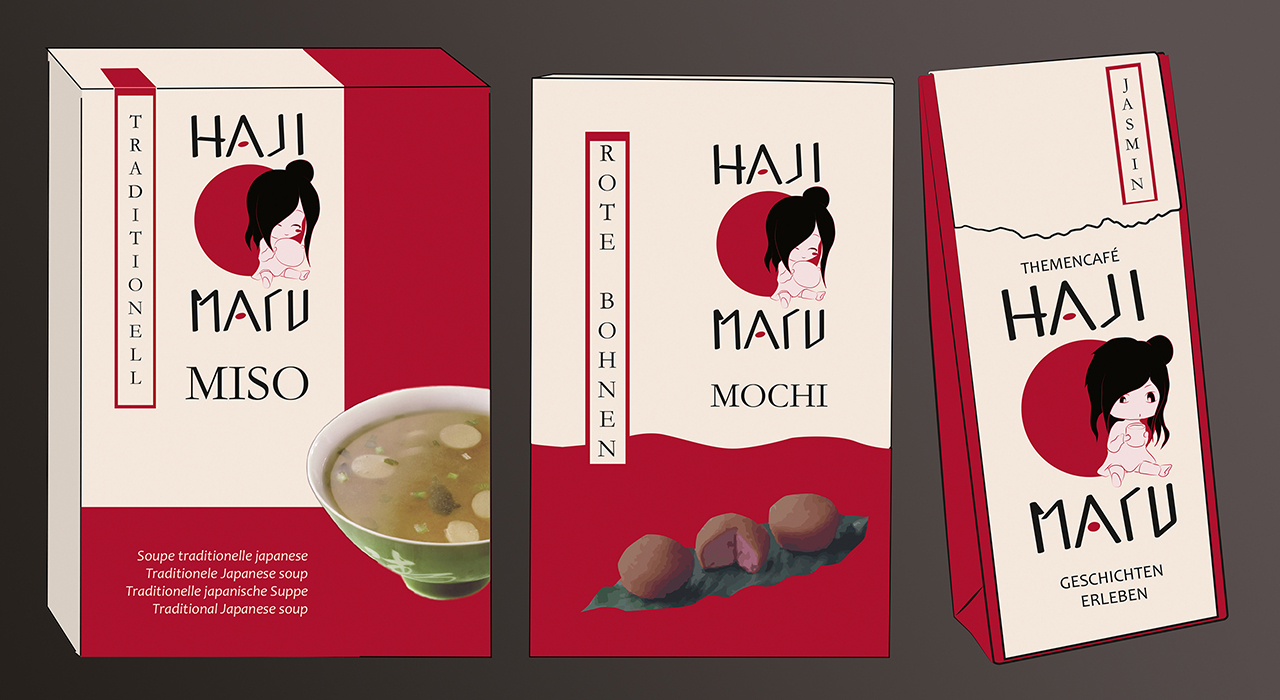 TRADITIONELL
HAJI
MARU
MISO
Soupe traditionelle japanese
Traditionele Japanese soup
Traditionelle japanische Suppe
Traditional Japanese soup
ROTE BOHNEN
HAJI
MARU
MOCHI
JASMIN
THEMENCAFÉ
HAJI
MARU
GESCHICHTEN
ERLEBEN